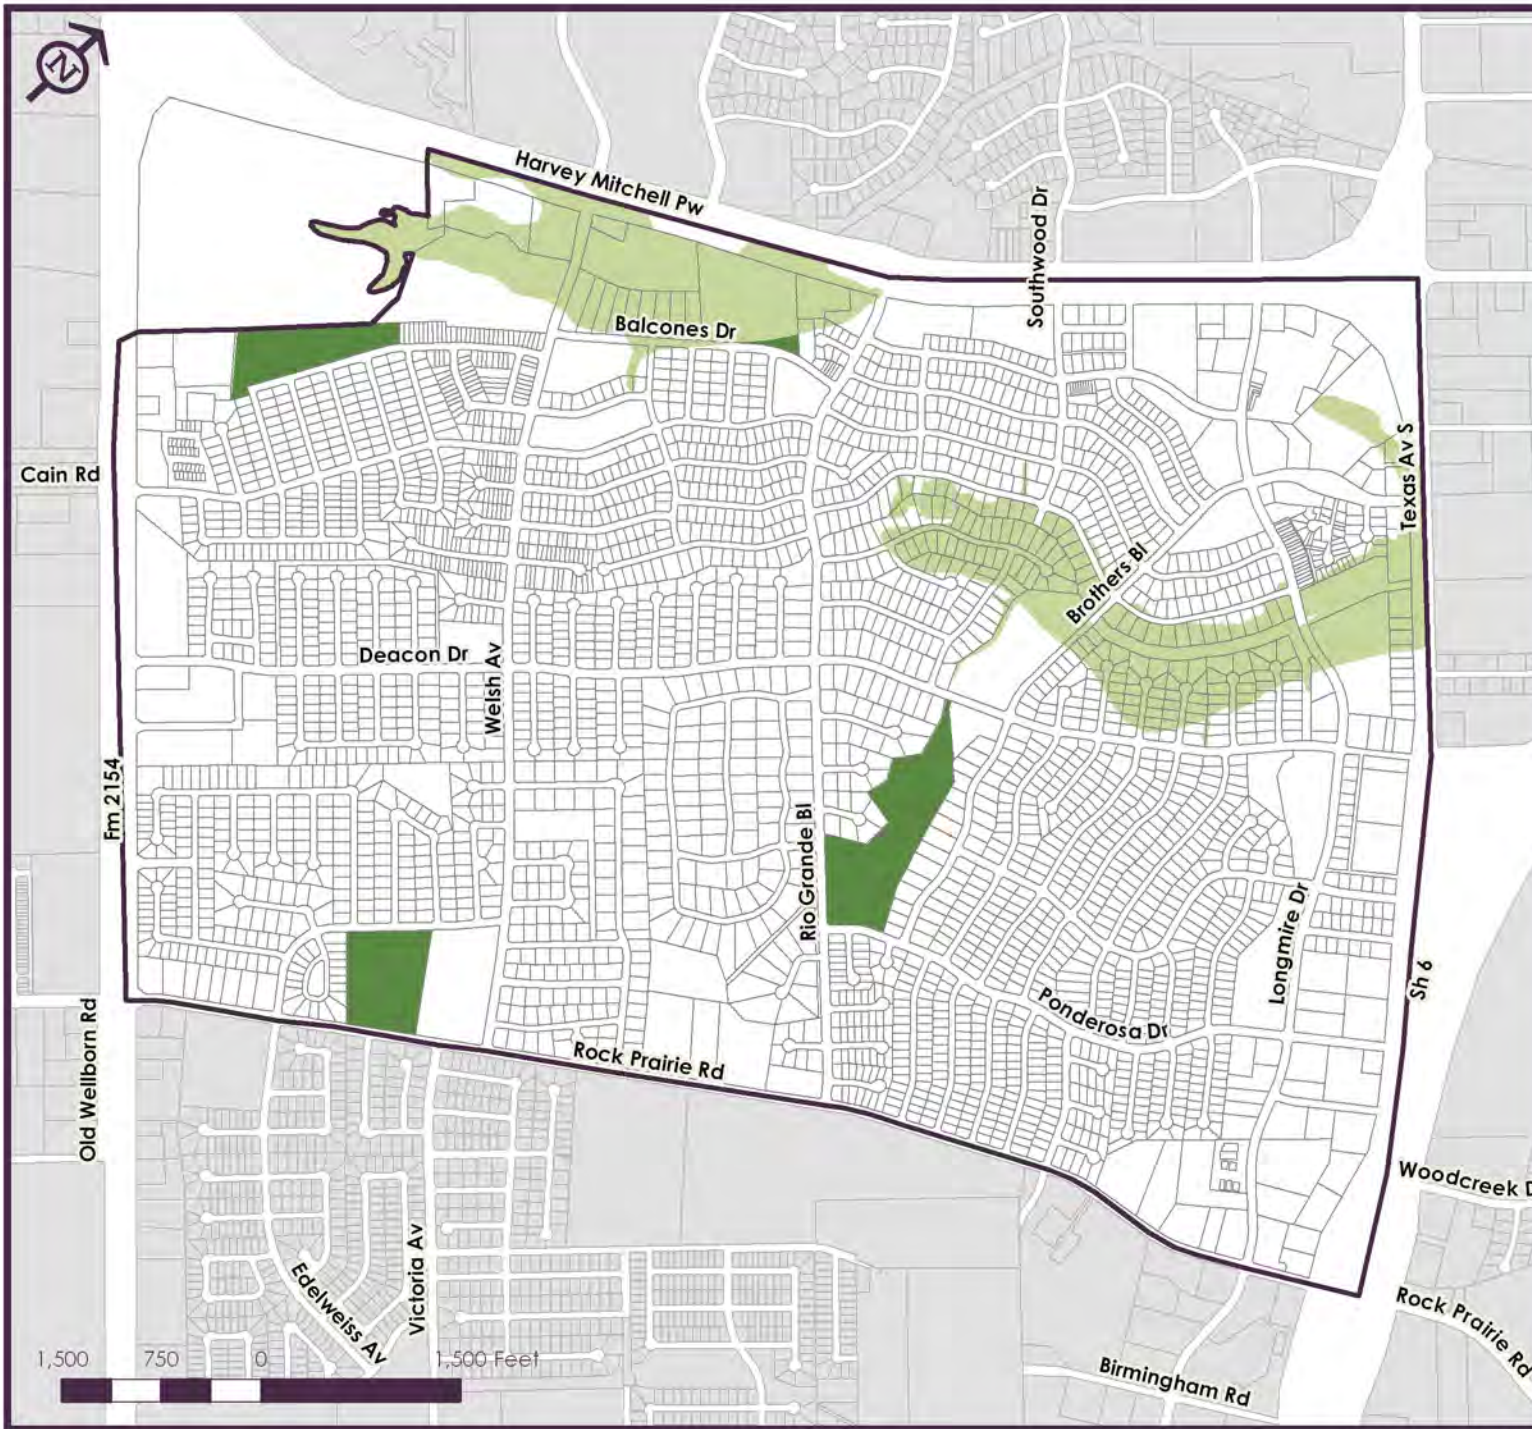 N
Harvey Mitchell Pw
Southwood Dr
Balcones Dr
Cain Rd
Texas Av S
Brothers Bl
Deacon Dr
Welsh Av
Fm 2154
Rio Grande Bl
Longmire Dr
Sh 6
Ponderosa Dr
Old Wellborn Rd
Rock Prairie Rd
Woodcreek D
Victoria Av
Edelweiss Av
Rock Prairie Rd
Birmingham Rd
1,500 750 0 1,500 Feet